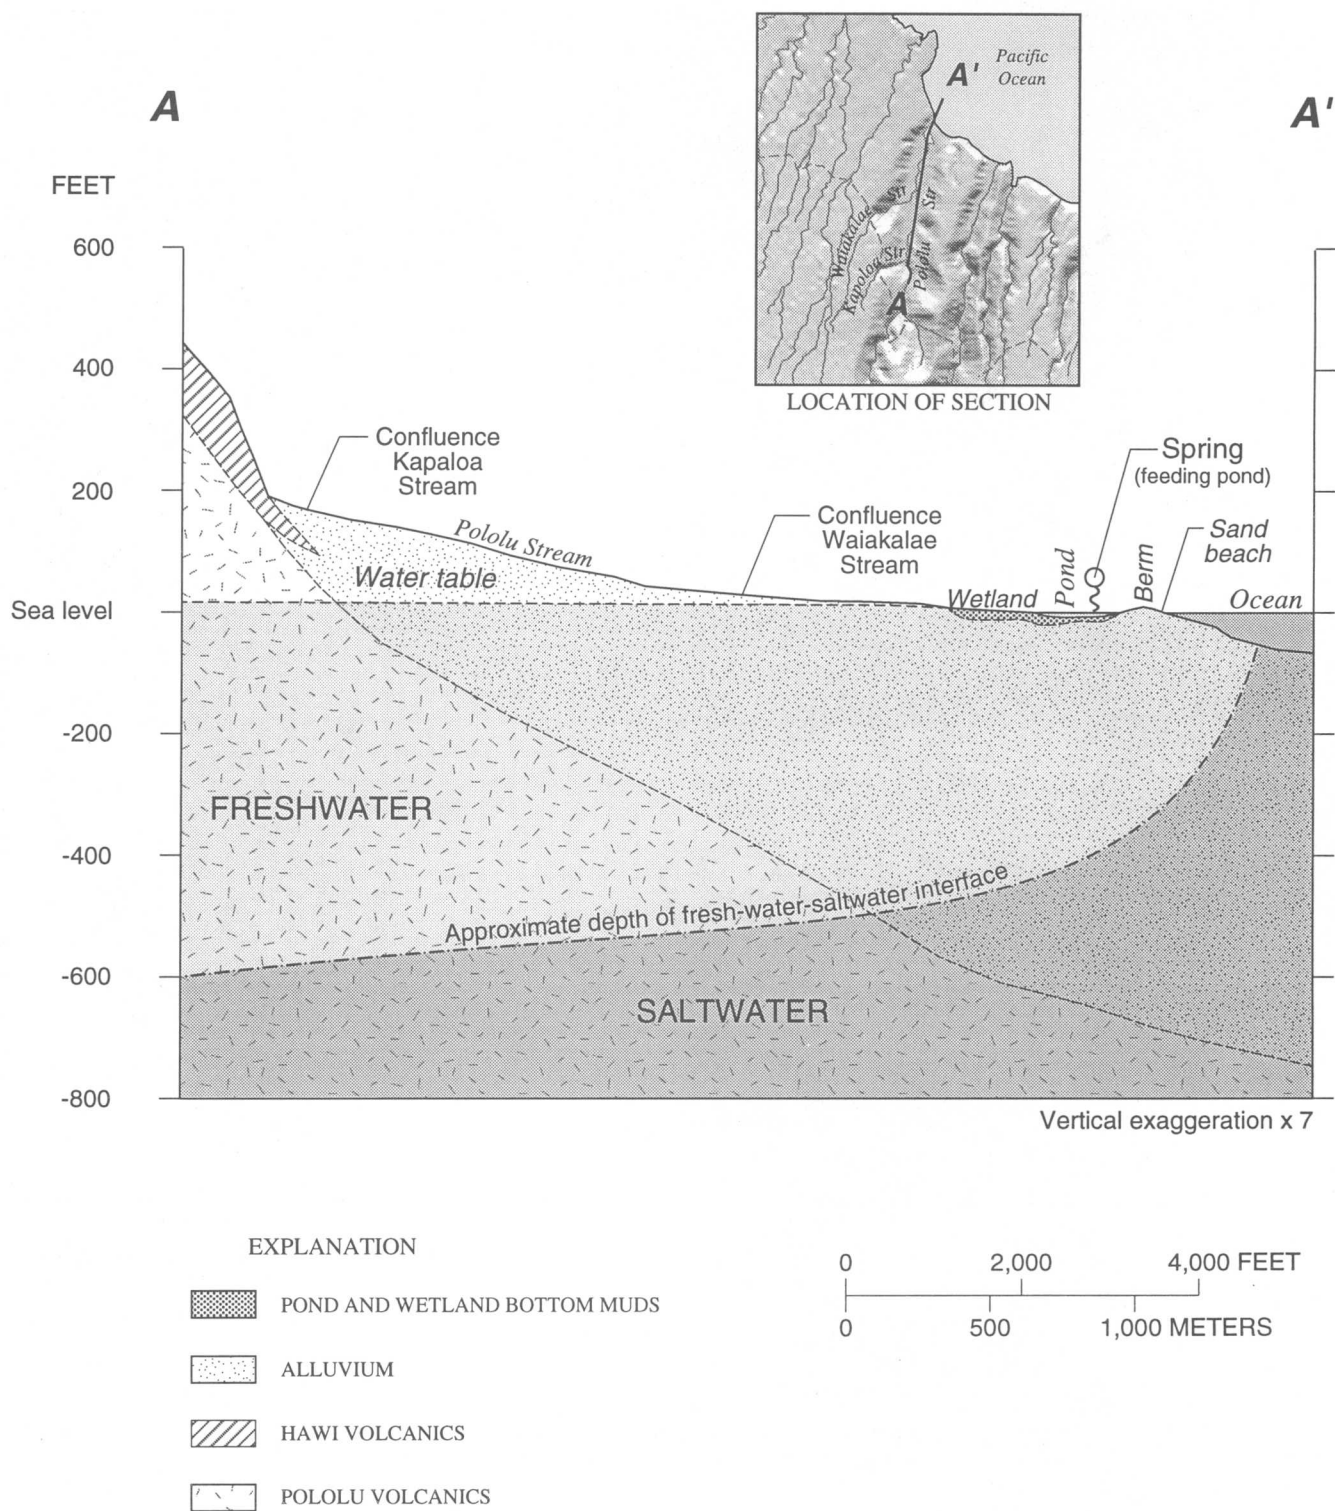 A
A'
Pacific
Ocean
A'
Waiakalae Str
Str
Kapoloa Str
Pololu
A
LOCATION OF SECTION
FEET
600
400
200
Sea level
-200
-400
-600
-800
Confluence
Kapaloa
Stream
Pololu Stream
Water table
Confluence
Waiakalae
Stream
Spring
(feeding pond)
Wetland
Pond
Berm
Sand
beach
Ocean
FRESHWATER
Approximate depth of fresh-water-saltwater interface
SALTWATER
Vertical exaggeration x 7
EXPLANATION
POND AND WETLAND BOTTOM MUDS
ALLUVIUM
HAWI VOLCANICS
POLOLU VOLCANICS
0 2,000 4,000 FEET
0 500 1,000 METERS